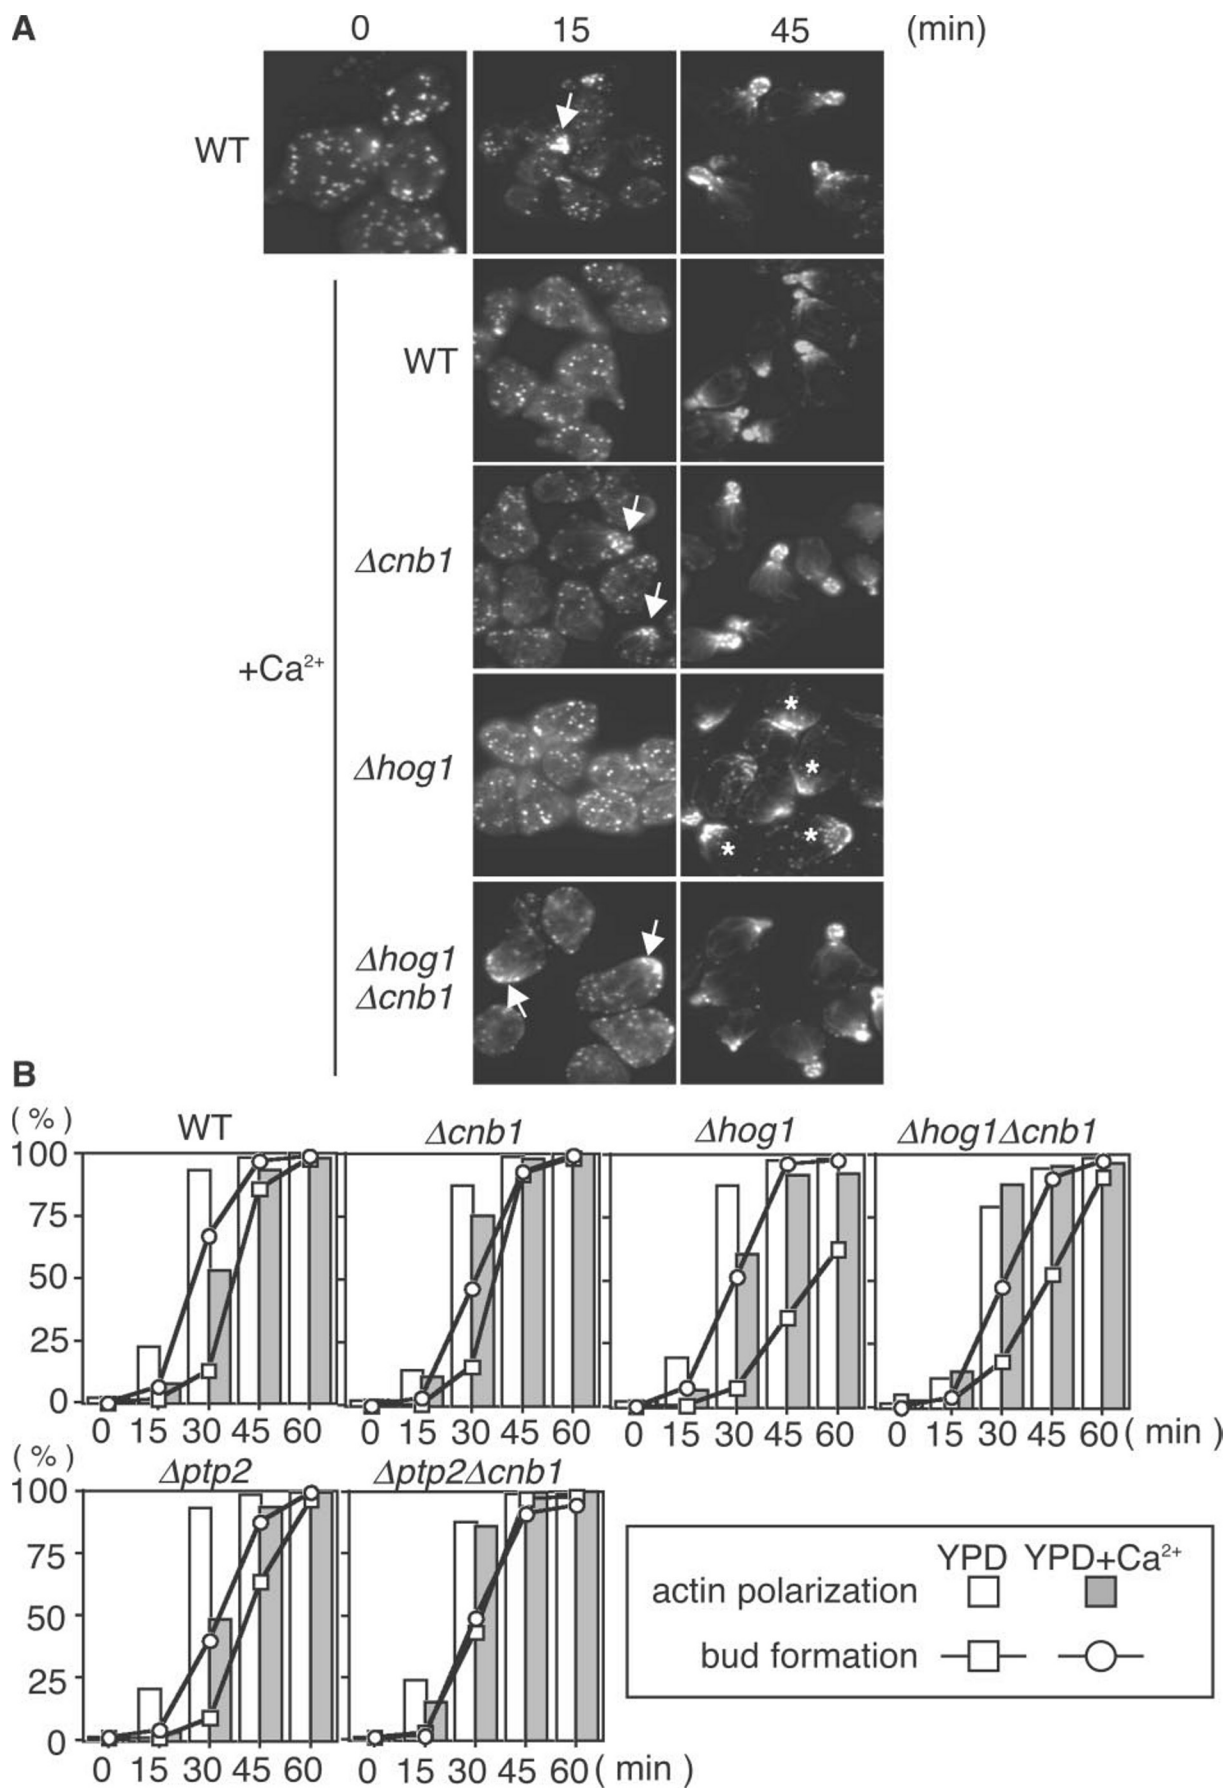 A
0 15 45 (min)
WT
WT
Δcnb1
+Ca²⁺
Δhog1
*
*
*
*
Δhog1
Δcnb1
B
(%)
WT Δcnb1 Δhog1 Δhog1Δcnb1
100
75
50
25
0
0 15 30 45 60 0 15 30 45 60 0 15 30 45 60 0 15 30 45 60 (min)
(%)
Δptp2 Δptp2Δcnb1
100
75
50
25
0
0 15 30 45 60 0 15 30 45 60 (min)
YPD YPD+Ca²⁺
actin polarization
bud formation